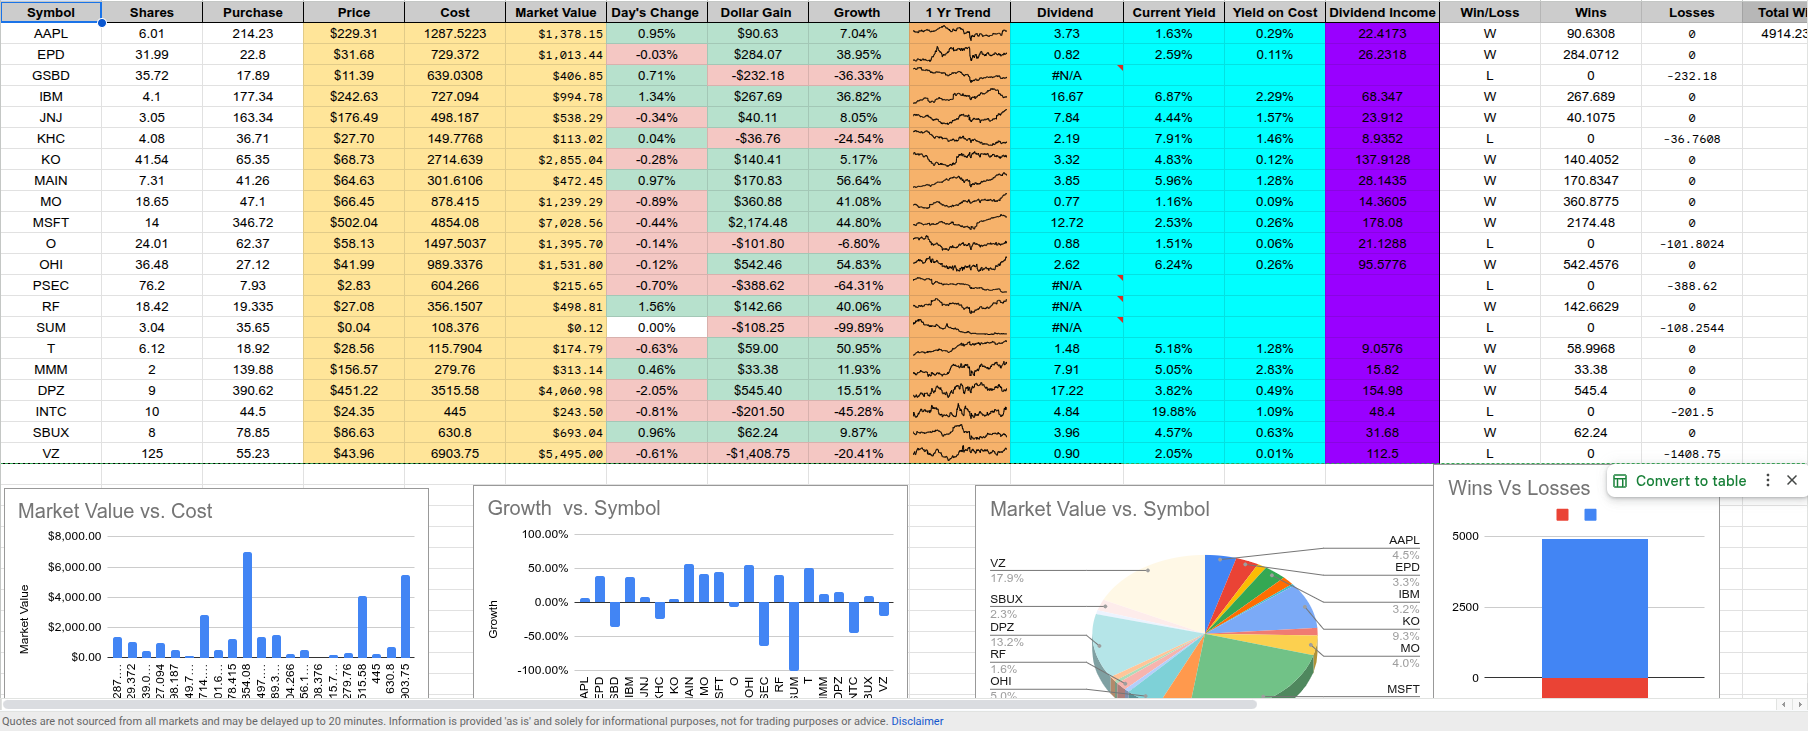 Symbol Shares Purchase Price Cost Market Value Day's Change Dollar Gain Growth 1 Yr Trend Dividend Current Yield Yield on Cost Dividend Income Win/Loss Wins Losses Total Wi
AAPL 6.01 214.23 $229.31 1287.5223 $1,378.15 0.95% $90.63 7.04% 3.73 1.63% 0.29% 22.4173 W 90.6308 0 4914.23
EPD 31.99 22.8 $31.68 729.372 $1,013.44 -0.03% $284.07 38.95% 0.82 2.59% 0.11% 26.2318 W 284.0712 0
GSBD 35.72 17.89 $11.39 639.0308 $406.85 0.71% -$232.18 -36.33% #N/A L 0 -232.18
IBM 4.1 177.34 $242.63 727.094 $994.78 1.34% $267.69 36.82% 16.67 6.87% 2.29% 68.347 W 267.689 0
JNJ 3.05 163.34 $176.49 498.187 $538.29 -0.34% $40.11 8.05% 7.84 4.44% 1.57% 23.912 W 40.1075 0
KHC 4.08 36.71 $27.70 149.7768 $113.02 0.04% -$36.76 -24.54% 2.19 7.91% 1.46% 8.9352 L 0 -36.7608
KO 41.54 65.35 $68.73 2714.639 $2,855.04 -0.28% $140.41 5.17% 3.32 4.83% 0.12% 137.9128 W 140.4052 0
MAIN 7.31 41.26 $64.63 301.6106 $472.45 0.97% $170.83 56.64% 3.85 5.96% 1.28% 28.1435 W 170.8347 0
MO 18.65 47.1 $66.45 878.415 $1,239.29 -0.89% $360.88 41.08% 0.77 1.16% 0.09% 14.3605 W 360.8775 0
MSFT 14 346.72 $502.04 4854.08 $7,028.56 -0.44% $2,174.48 44.80% 12.72 2.53% 0.26% 178.08 W 2174.48 0
O 24.01 62.37 $58.13 1497.5037 $1,395.70 -0.14% -$101.80 -6.80% 0.88 1.51% 0.06% 21.1288 L 0 -101.8024
OHI 36.48 27.12 $41.99 989.3376 $1,531.80 -0.12% $542.46 54.83% 2.62 6.24% 0.26% 95.5776 W 542.4576 0
PSEC 76.2 7.93 $2.83 604.266 $215.65 -0.70% -$388.62 -64.31% #N/A L 0 -388.62
RF 18.42 19.335 $27.08 356.1507 $498.81 1.56% $142.66 40.06% #N/A W 142.6629 0
SUM 3.04 35.65 $0.04 108.376 $0.12 0.00% -$108.25 -99.89% #N/A L 0 -108.2544
T 6.12 18.92 $28.56 115.7904 $174.79 -0.63% $59.00 50.95% 1.48 5.18% 1.28% 9.0576 W 58.9968 0
MMM 2 139.88 $156.57 279.76 $313.14 0.46% $33.38 11.93% 7.91 5.05% 2.83% 15.82 W 33.38 0
DPZ 9 390.62 $451.22 3515.58 $4,060.98 -2.05% $545.40 15.51% 17.22 3.82% 0.49% 154.98 W 545.4 0
INTC 10 44.5 $24.35 445 $243.50 -0.81% -$201.50 -45.28% 4.84 19.88% 1.09% 48.4 L 0 -201.5
SBUX 8 78.85 $86.63 630.8 $693.04 0.96% $62.24 9.87% 3.96 4.57% 0.63% 31.68 W 62.24 0
VZ 125 55.23 $43.96 6903.75 $5,495.00 -0.61% -$1,408.75 -20.41% 0.90 2.05% 0.01% 112.5 L 0 -1408.75
Convert to table
Market Value vs. Cost
$8,000.00
$6,000.00
$4,000.00
$2,000.00
$0.00
Market Value
287.…
29.372
39.0…
27.094
98.187
49.7…
714.…
01.6…
78.415
354.08
497.…
89.3…
04.266
56.1…
08.376
15.7…
279.76
515.58
445
630.8
903.75
Growth vs. Symbol
100.00%
50.00%
0.00%
-50.00%
-100.00%
Growth
APL
EPD
SBD
IBM
JNJ
KHC
KO
AIN
MO
SFT
O
OHI
SEC
RF
UM
T
MM
DPZ
NTC
BUX
VZ
Market Value vs. Symbol
VZ
17.9%
SBUX
2.3%
DPZ
13.2%
RF
1.6%
OHI
5.0%
AAPL
4.5%
EPD
3.3%
IBM
3.2%
KO
9.3%
MO
4.0%
MSFT
Wins Vs Losses
5000
2500
0
Quotes are not sourced from all markets and may be delayed up to 20 minutes. Information is provided 'as is' and solely for informational purposes, not for trading purposes or advice. Disclaimer